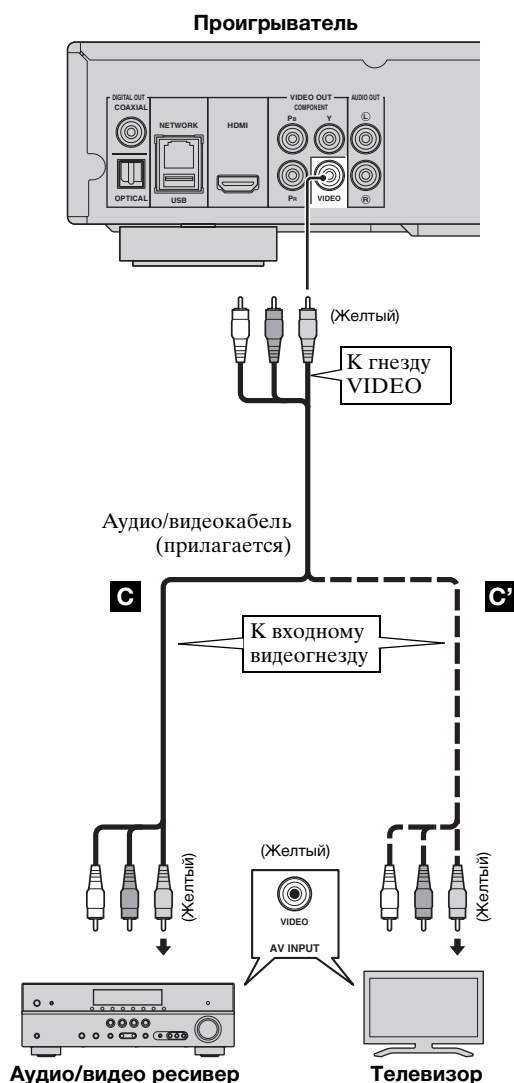 Проигрыватель
DIGITAL OUT
COAXIAL
OPTICAL
NETWORK
USB
HDMI
VIDEO OUT
COMPONENT
PB
Y
PR
VIDEO
AUDIO OUT
L
R
(Желтый)
К гнезду
VIDEO
Аудио/видеокабель
(прилагается)
C
C’
К входному
видеогнезду
(Желтый)
(Желтый)
VIDEO
AV INPUT
(Желтый)
Аудио/видео ресивер
Телевизор